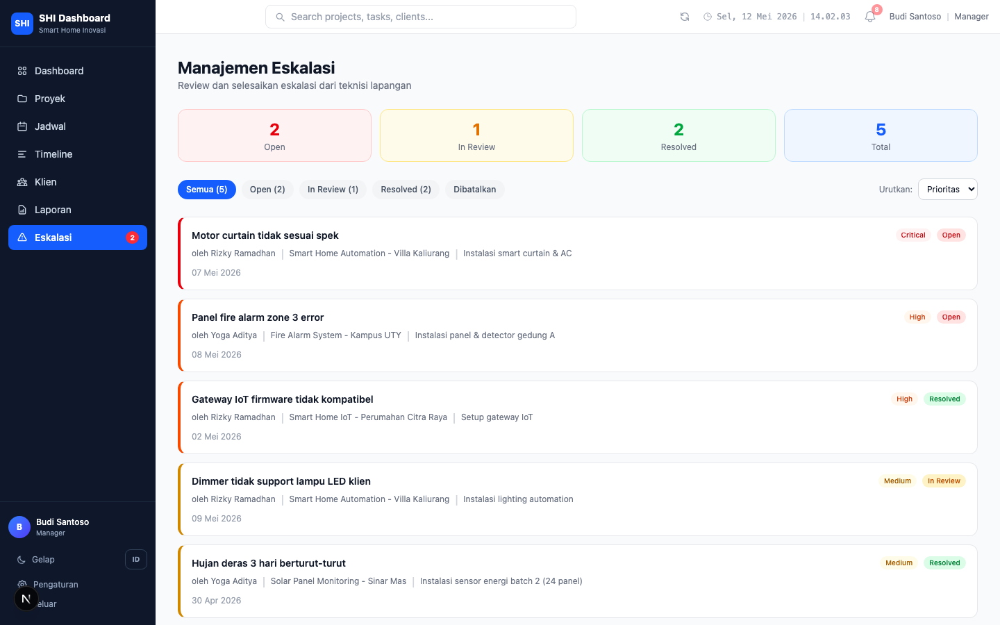 SHI
SHI Dashboard
Smart Home Inovasi
Dashboard
Proyek
Jadwal
Timeline
Klien
Laporan
Eskalasi 2
Budi Santoso
Manager
B
Gelap ID
Pengaturan
N eluar
Search projects, tasks, clients...
Sel, 12 Mei 2026 | 14.02.03 8 Budi Santoso | Manager
Manajemen Eskalasi
Review dan selesaikan eskalasi dari teknisi lapangan
2
Open
1
In Review
2
Resolved
5
Total
Semua (5) Open (2) In Review (1) Resolved (2) Dibatalkan Urutkan: Prioritas
Motor curtain tidak sesuai spek Critical Open
oleh Rizky Ramadhan | Smart Home Automation - Villa Kaliurang | Instalasi smart curtain & AC
07 Mei 2026
Panel fire alarm zone 3 error High Open
oleh Yoga Aditya | Fire Alarm System - Kampus UTY | Instalasi panel & detector gedung A
08 Mei 2026
Gateway IoT firmware tidak kompatibel High Resolved
oleh Rizky Ramadhan | Smart Home IoT - Perumahan Citra Raya | Setup gateway IoT
02 Mei 2026
Dimmer tidak support lampu LED klien Medium In Review
oleh Rizky Ramadhan | Smart Home Automation - Villa Kaliurang | Instalasi lighting automation
09 Mei 2026
Hujan deras 3 hari berturut-turut Medium Resolved
oleh Yoga Aditya | Solar Panel Monitoring - Sinar Mas | Instalasi sensor energi batch 2 (24 panel)
30 Apr 2026